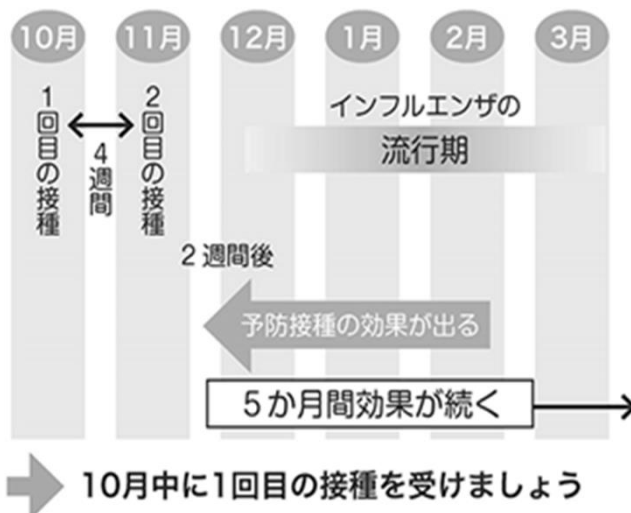 10月 11月 12月 1月 2月 3月
1回目の接種
4週間
2回目の接種
インフルエンザの
流行期
2週間後
予防接種の効果が出る
5か月間効果が続く
10月中に1回目の接種を受けましょう